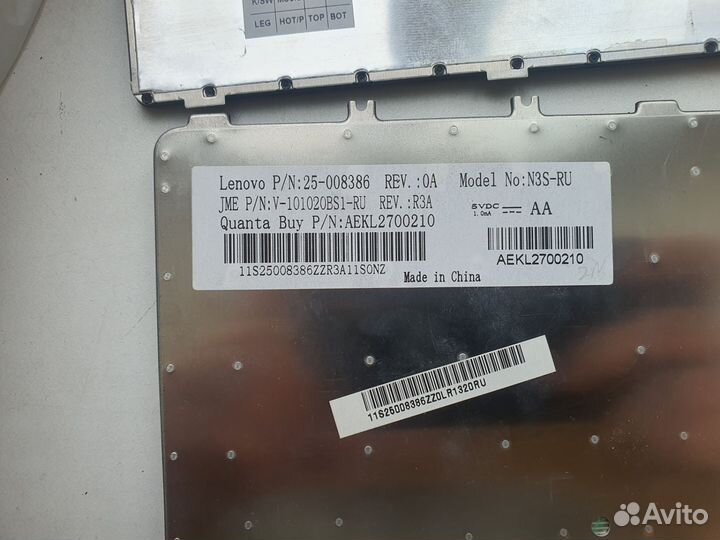 LEG HOT/P TOP BOT
Lenovo P/N:25-008386 REV.:0A Model No:N3S-RU
JME P/N:V-101020BS1-RU REV.:R3A
Quanta Buy P/N:AEKL2700210
5VDC
1.0mA
AA
11S25008386ZZR3A11S0NZ
AEKL2700210
Made in China
11S25008386ZZ0LR132DRU
Avito